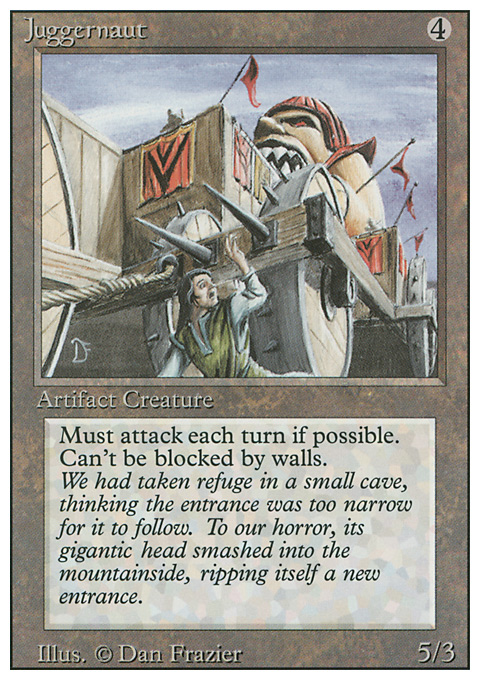 Juggernaut 4
DF
Artifact Creature
Must attack each turn if possible.
Can't be blocked by walls.
We had taken refuge in a small cave,
thinking the entrance was too narrow
for it to follow. To our horror, its
gigantic head smashed into the
mountainside, ripping itself a new
entrance.
Illus. © Dan Frazier 5/3